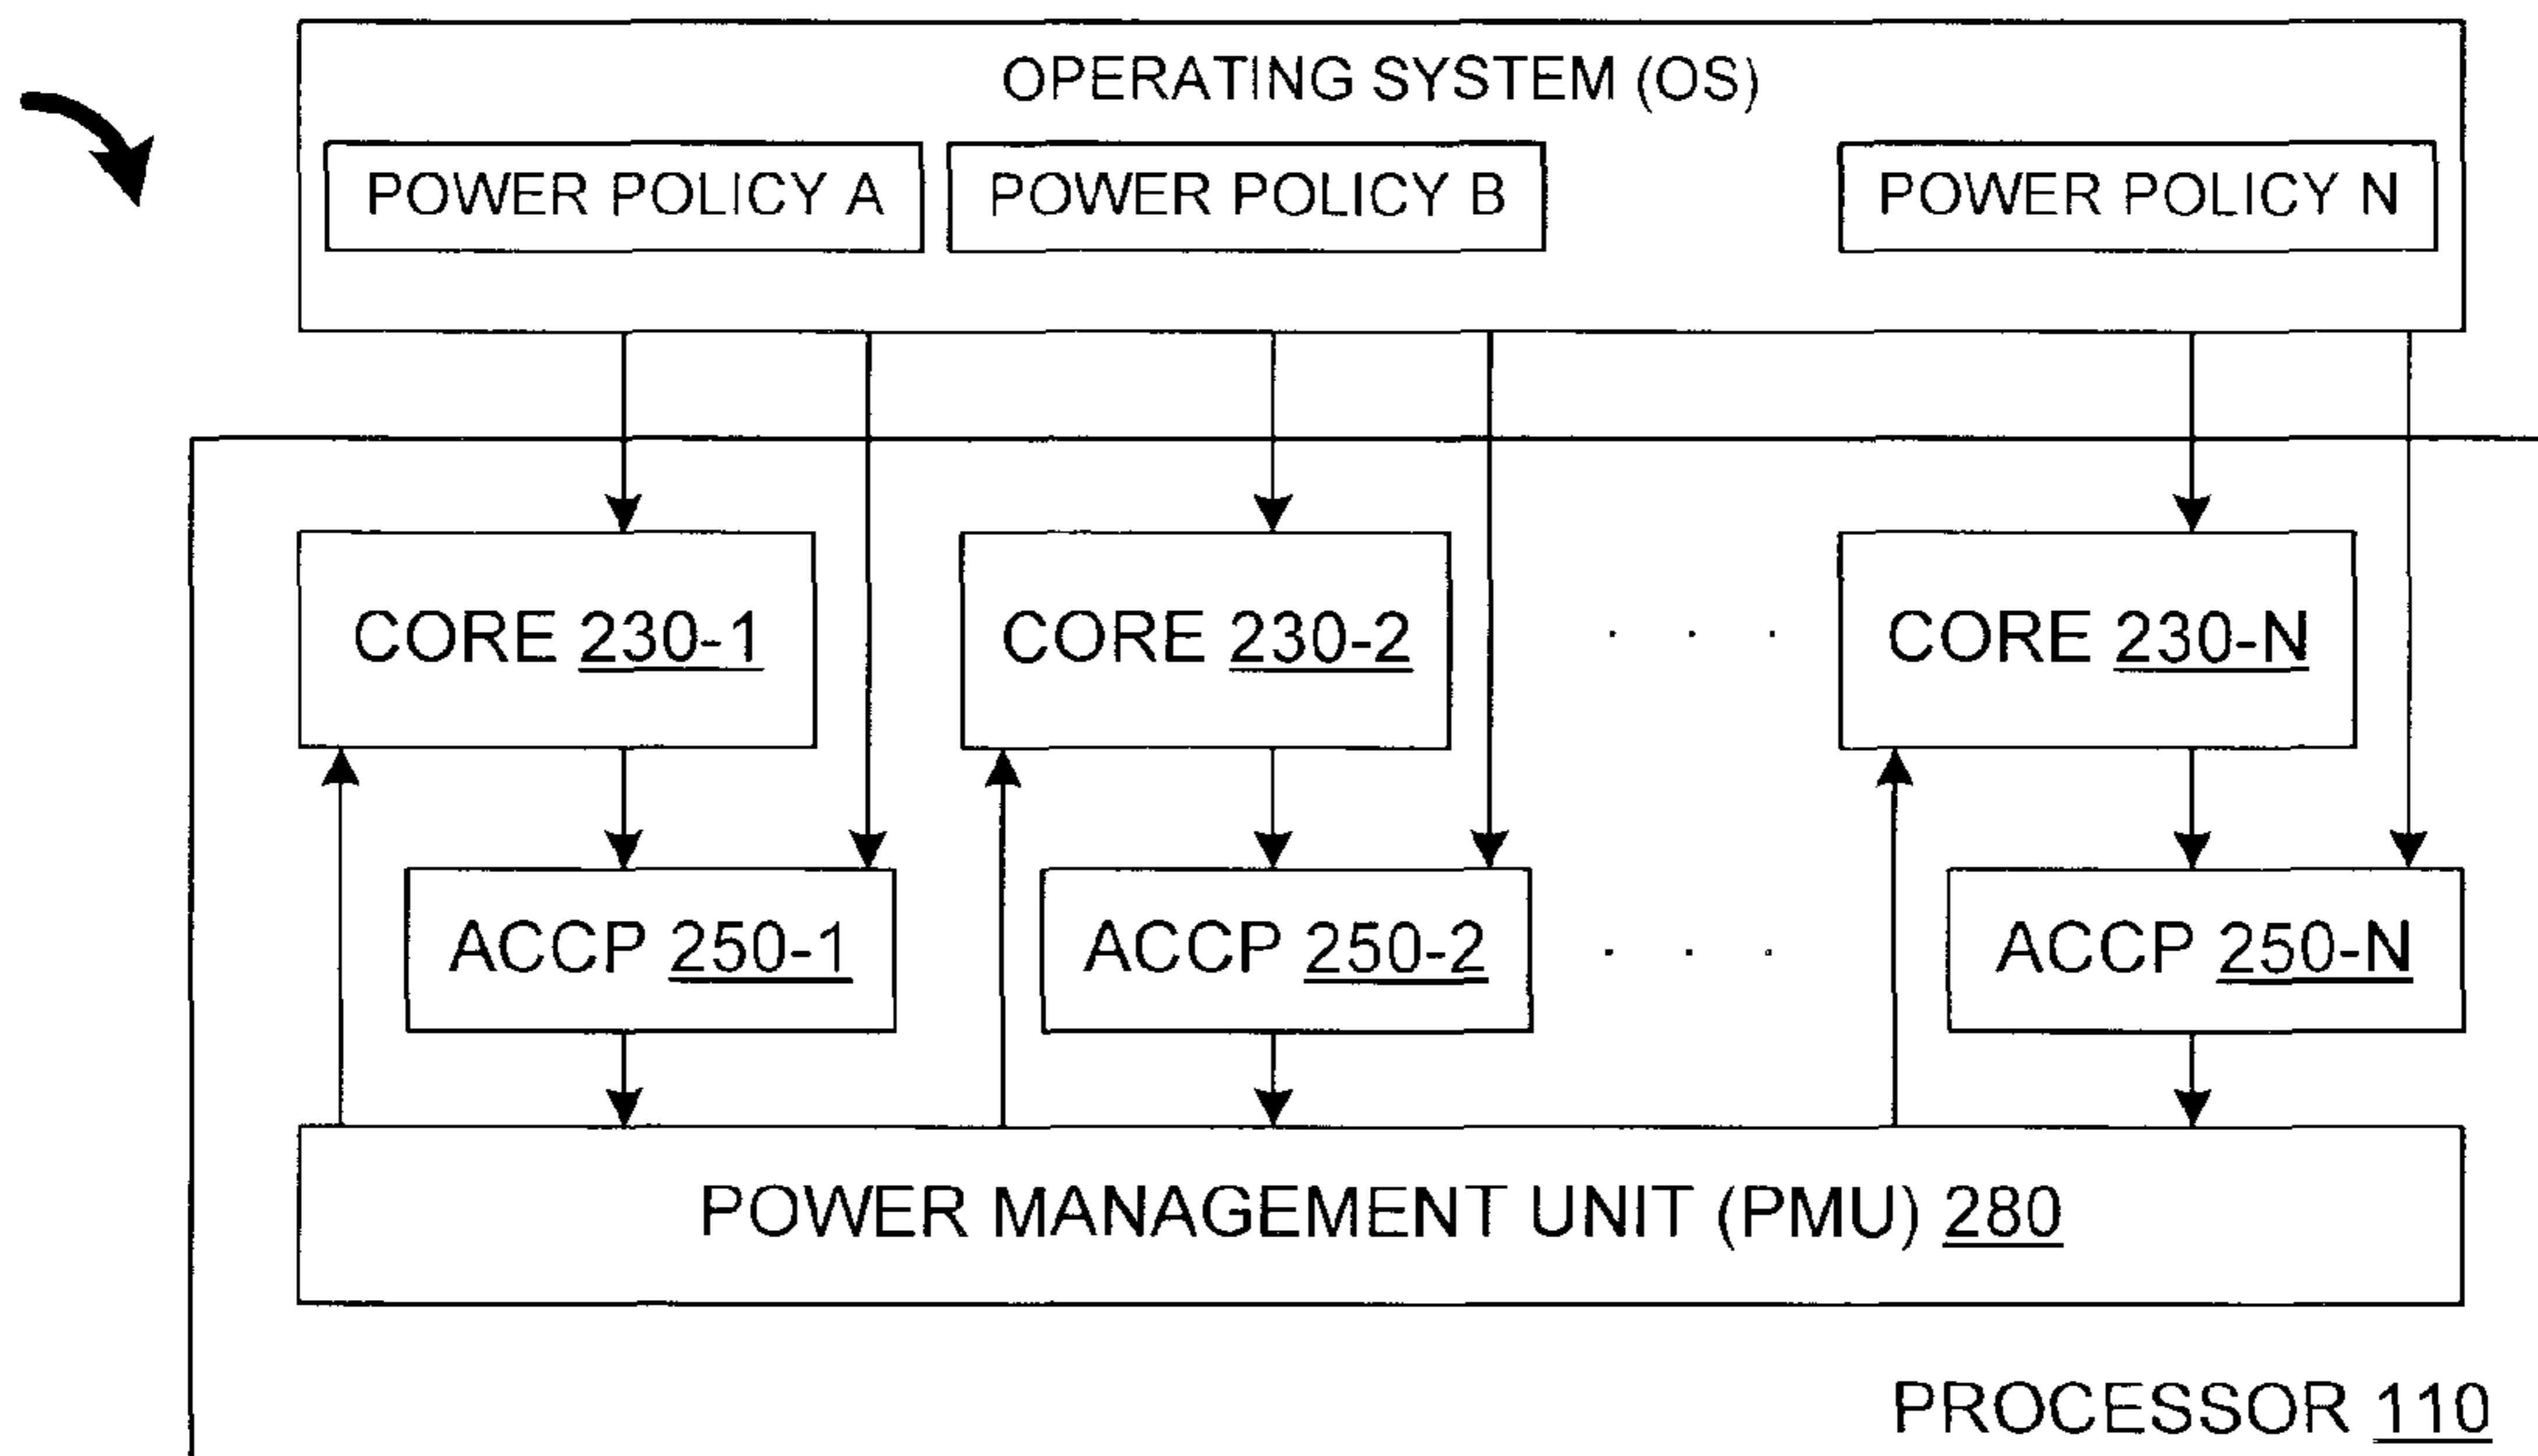 OPERATING SYSTEM (OS)
POWER POLICY A POWER POLICY B POWER POLICY N
CORE 230-1 CORE 230-2 . . . CORE 230-N
ACCP 250-1 ACCP 250-2 . . . ACCP 250-N
POWER MANAGEMENT UNIT (PMU) 280
PROCESSOR 110